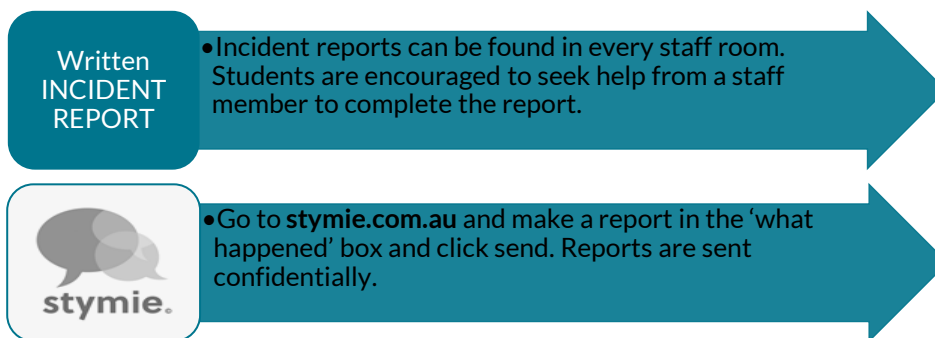 Written
INCIDENT
REPORT
•Incident reports can be found in every staff room.
Students are encouraged to seek help from a staff
member to complete the report.
stymie.
•Go to stymie.com.au and make a report in the ‘what
happened’ box and click send. Reports are sent
confidentially.